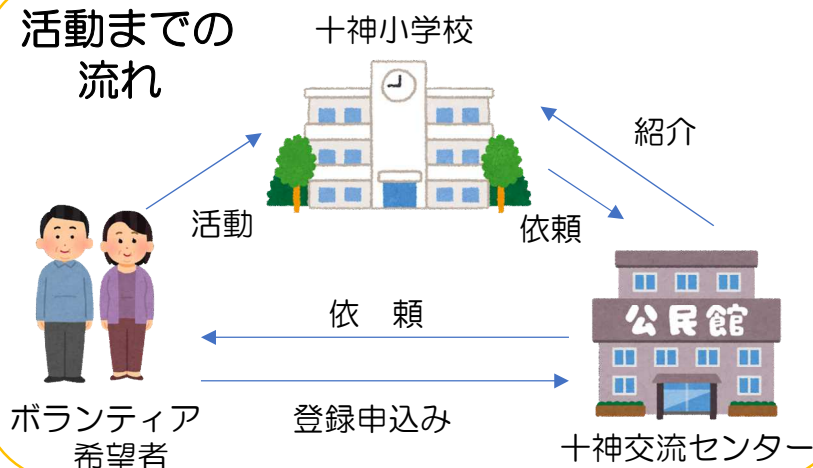 活動までの
流れ
十神小学校
紹介
活動
依頼
依　頼
公民館
ボランティア
希望者
登録申込み
十神交流センター